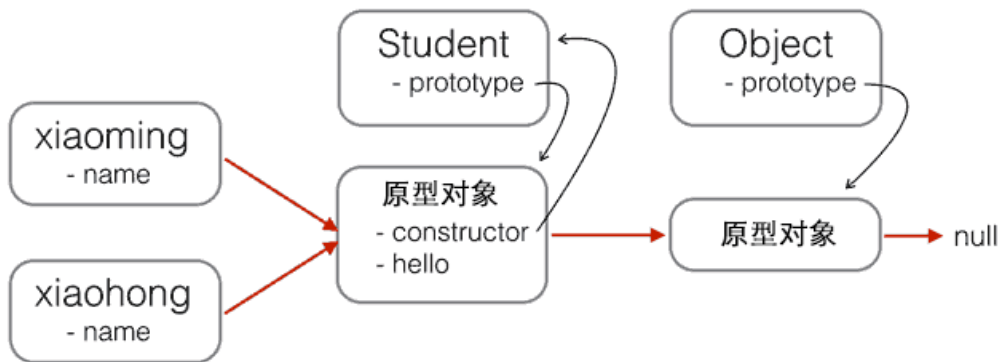 Student
- prototype
Object
- prototype
xiaoming
- name
原型对象
- constructor
- hello
原型对象
null
xiaohong
- name